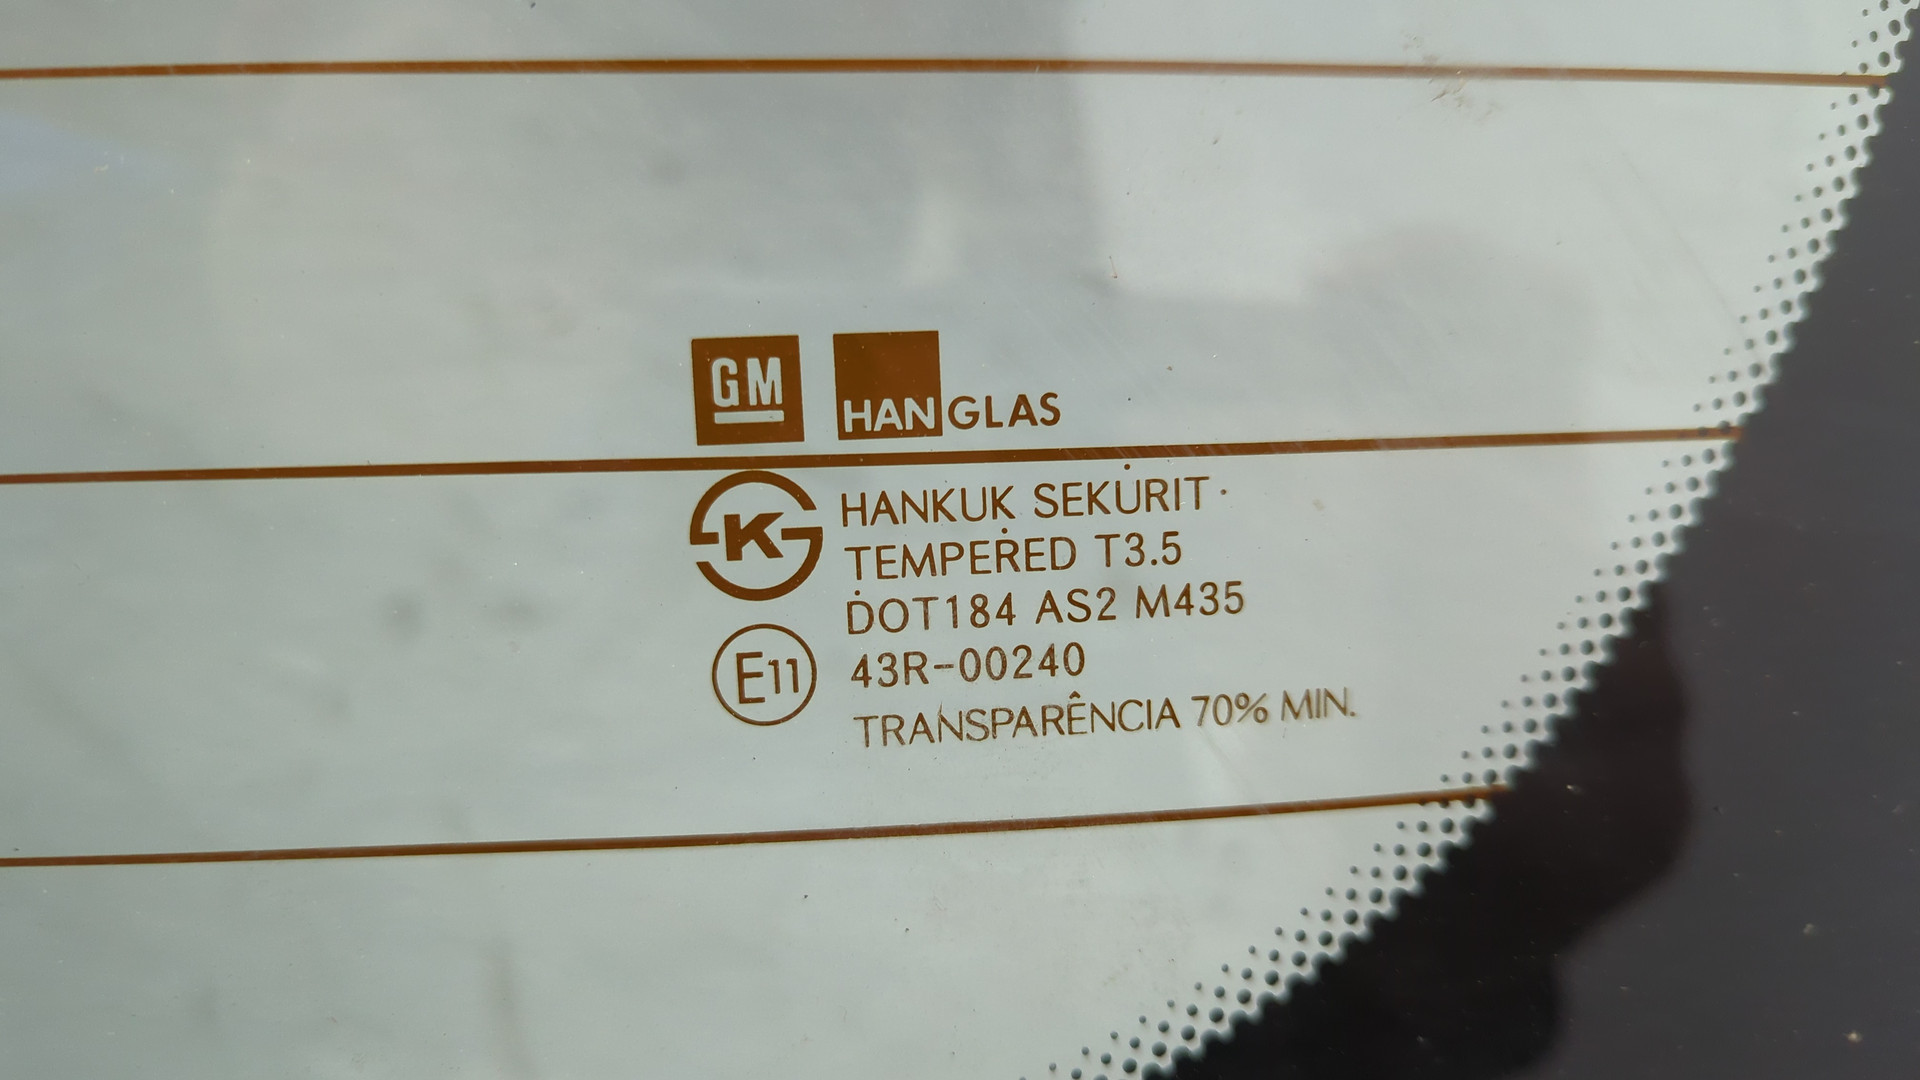 GM HANGLAS
K HANKUK SEKURIT
TEMPERED T3.5
DOT184 AS2 M435
E11 43R-00240
TRANSPARÊNCIA 70% MIN.